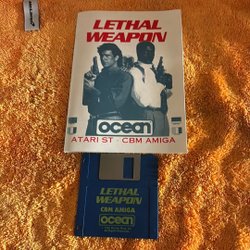 LETHAL
WEAPON
ocean
ATARI ST - CBM AMIGA
LETHAL
WEAPON
CBM AMIGA
ocean